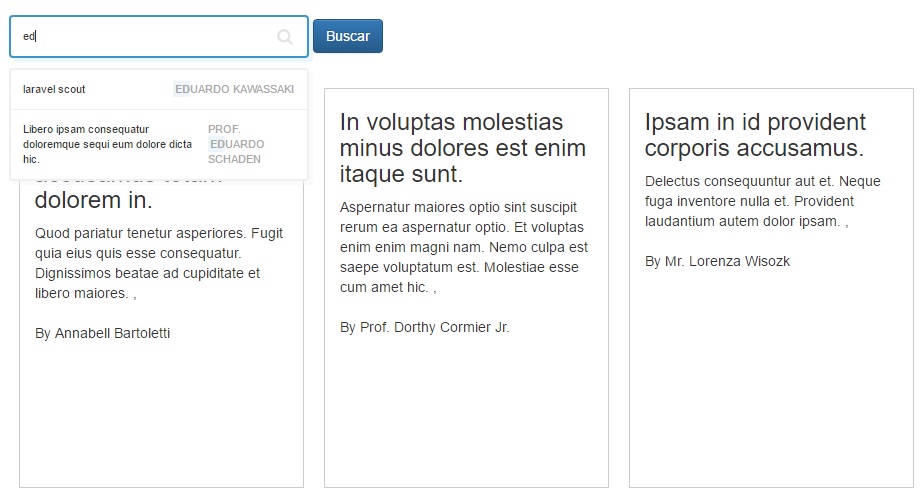 ed
Buscar
laravel scout
EDUARDO KAWASSAKI
Libero ipsam consequatur
doloremque sequi eum dolore dicta
hic.
PROF.
EDUARDO
SCHADEN
dolorem in.
Quod pariatur tenetur asperiores. Fugit
quia eius quis esse consequatur.
Dignissimos beatae ad cupiditate et
libero maiores. ,
By Annabell Bartoletti
In voluptas molestias
minus dolores est enim
itaque sunt.
Aspernatur maiores optio sint suscipit
rerum ea aspernatur optio. Et voluptas
enim enim magni nam. Nemo culpa est
saepe voluptatum est. Molestiae esse
cum amet hic. ,
By Prof. Dorthy Cormier Jr.
Ipsam in id provident
corporis accusamus.
Delectus consequuntur aut et. Neque
fuga inventore nulla et. Provident
laudantium autem dolor ipsam. ,
By Mr. Lorenza Wisozk